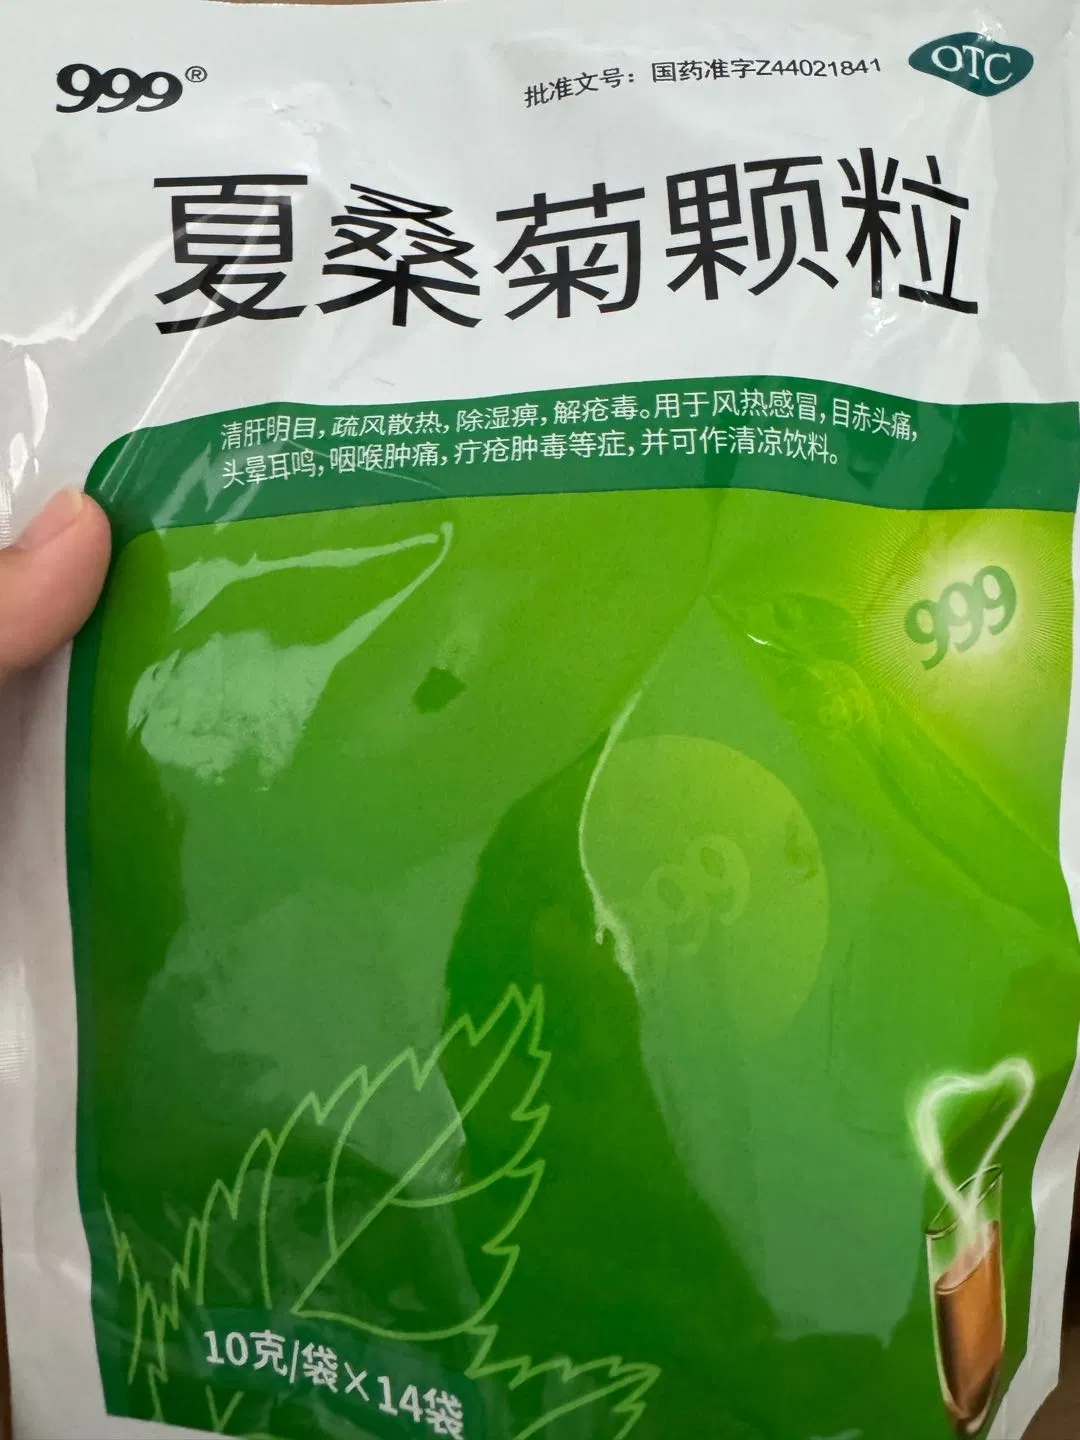 999®
批准文号：国药准字Z44021841
OTC
夏桑菊颗粒
清肝明目，疏风散热，除湿痹，解疮毒。用于风热感冒，目赤头痛，
头晕耳鸣，咽喉肿痛，疔疮肿毒等症，并可作清凉饮料。
999
99
10克/袋×14袋